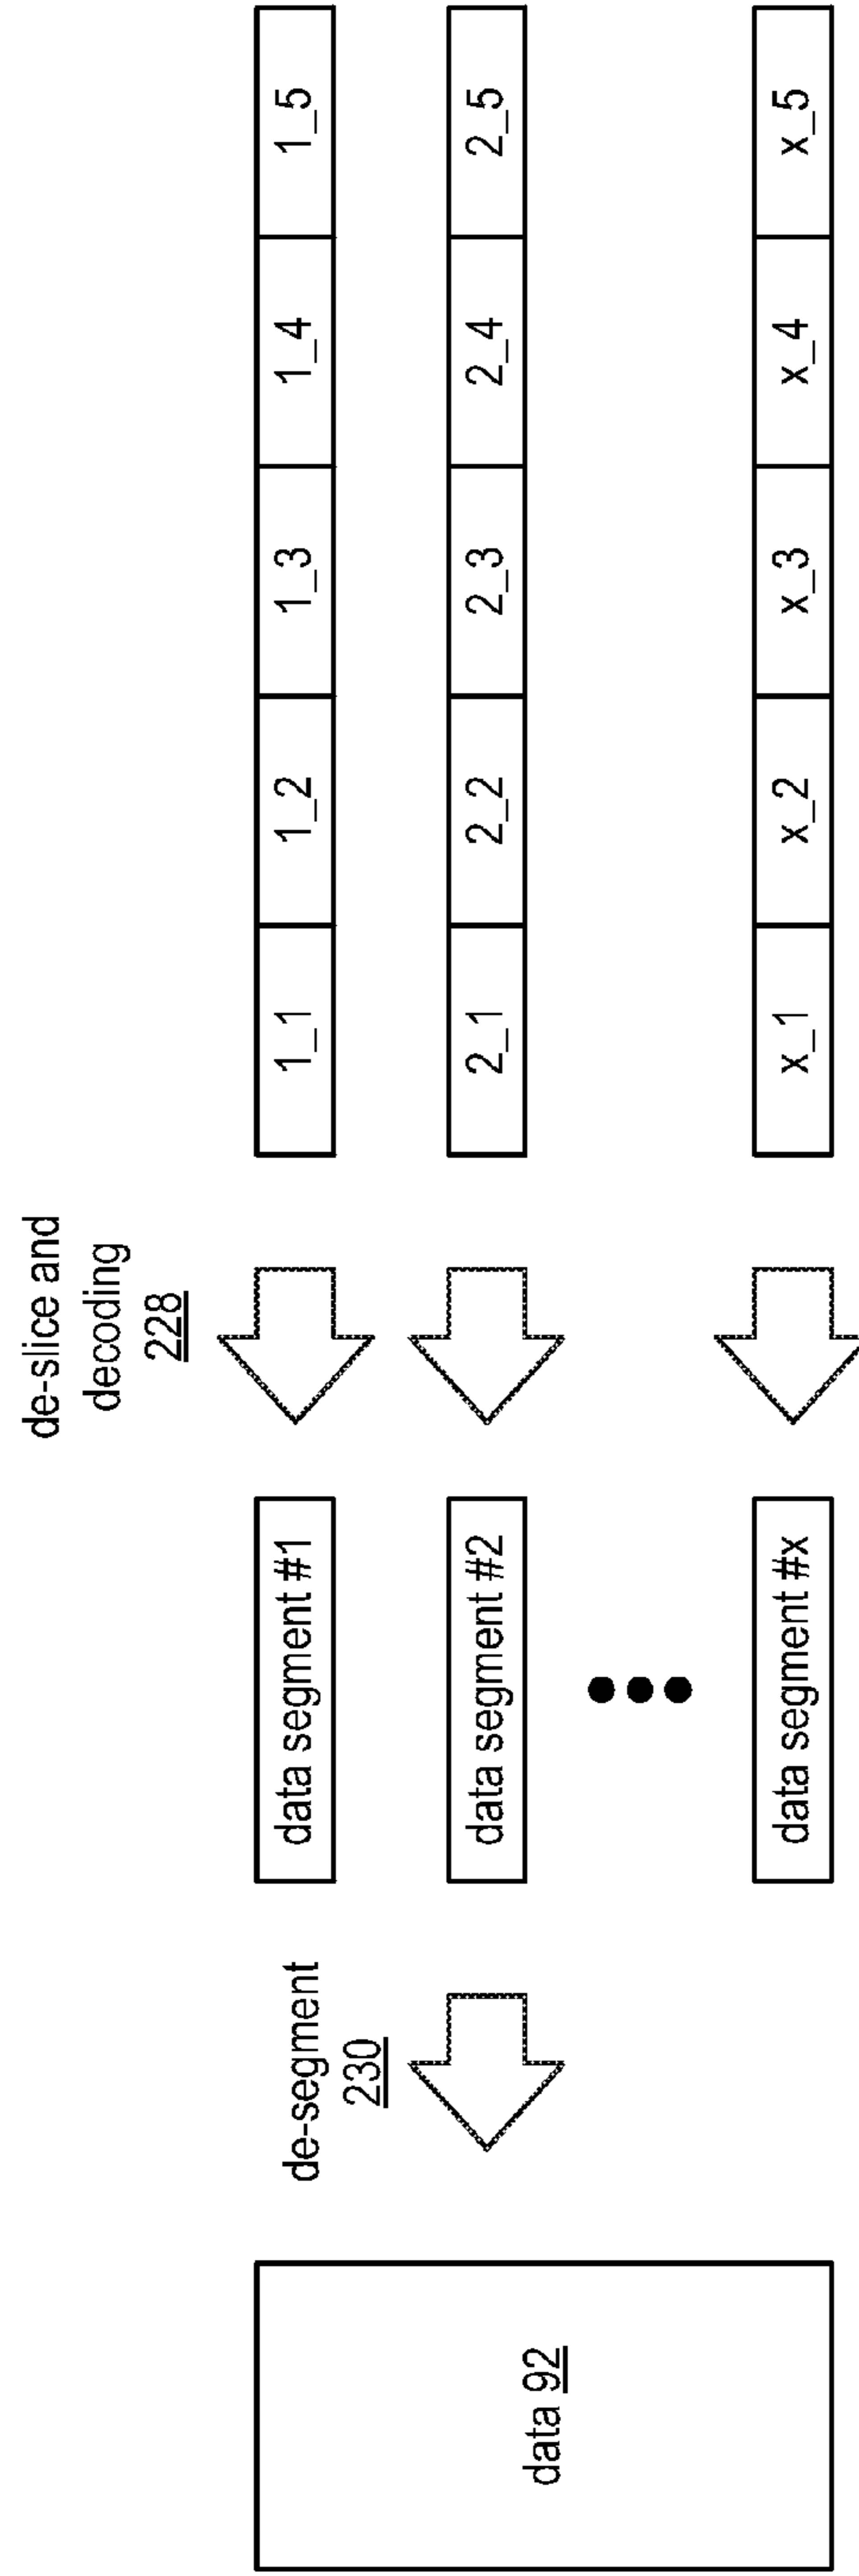 de-slice and
decoding
228
de-segment
230
data 92
data segment #1
1_1 1_2 1_3 1_4 1_5
data segment #2
2_1 2_2 2_3 2_4 2_5
data segment #x
x_1 x_2 x_3 x_4 x_5